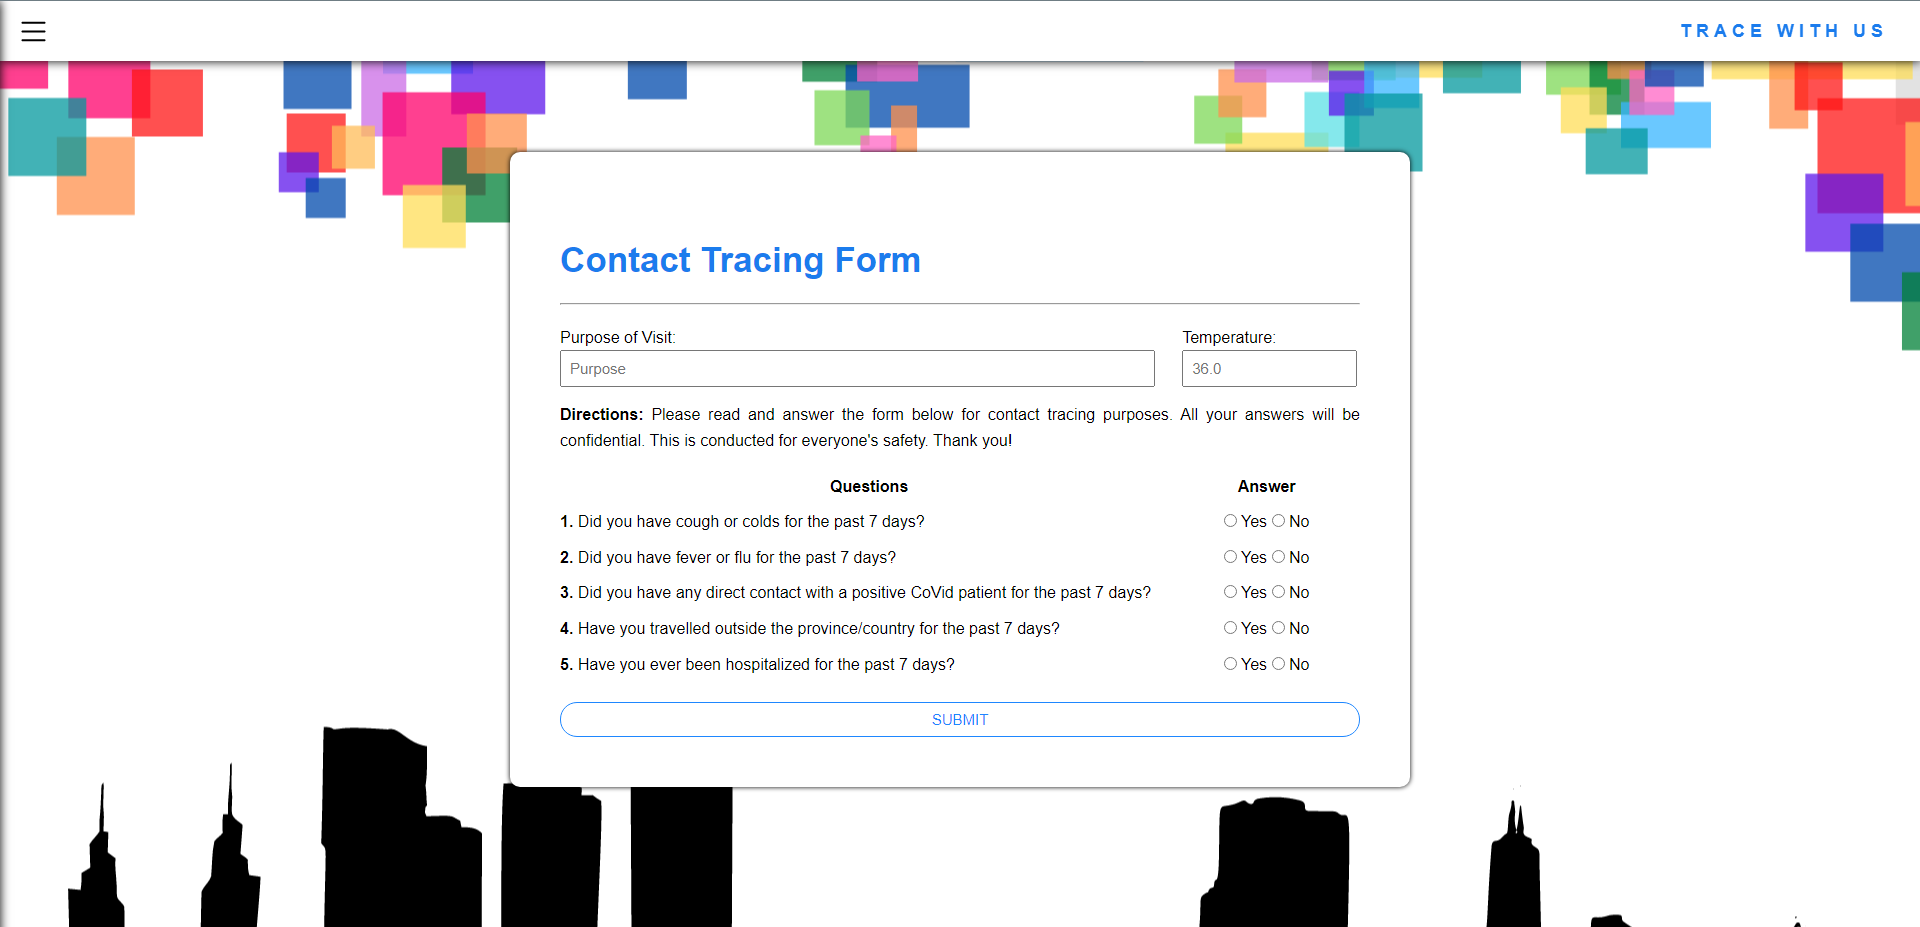 TRACE WITH US
Contact Tracing Form
Purpose of Visit: Temperature:
Purpose 36.0
Directions: Please read and answer the form below for contact tracing purposes. All your answers will be
confidential. This is conducted for everyone's safety. Thank you!
Questions Answer
1. Did you have cough or colds for the past 7 days? Yes No
2. Did you have fever or flu for the past 7 days? Yes No
3. Did you have any direct contact with a positive CoVid patient for the past 7 days? Yes No
4. Have you travelled outside the province/country for the past 7 days? Yes No
5. Have you ever been hospitalized for the past 7 days? Yes No
SUBMIT